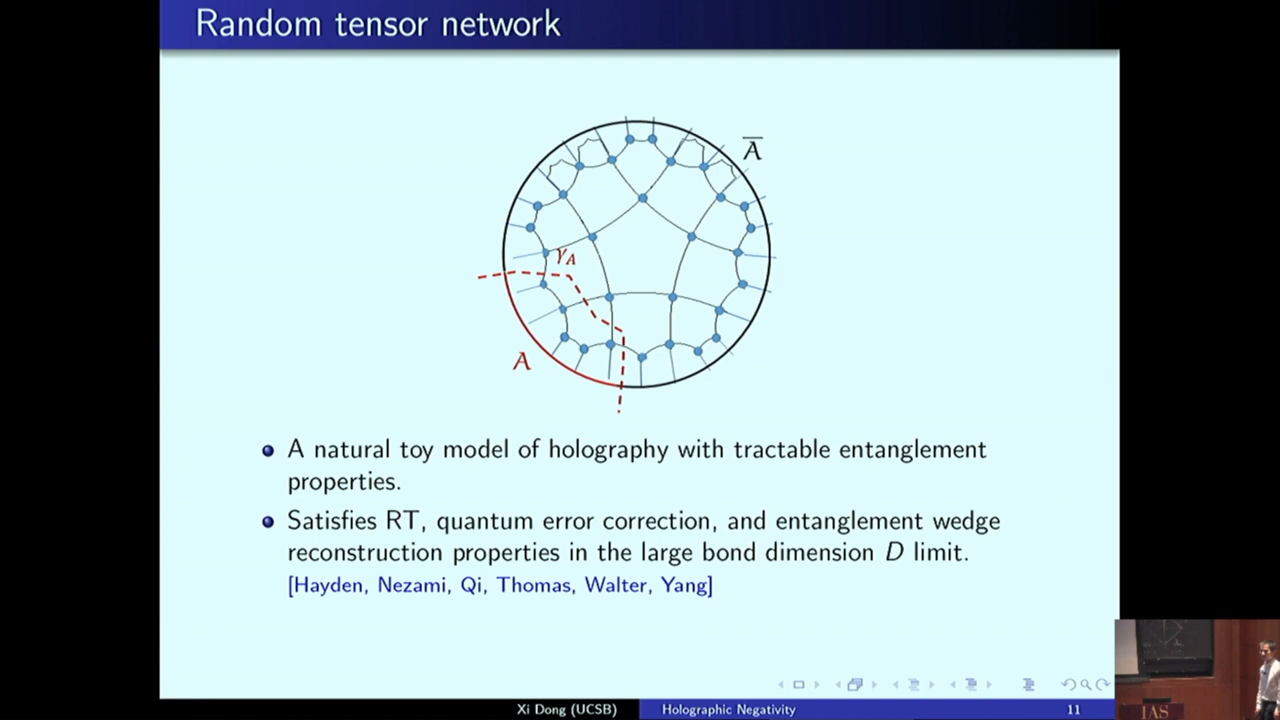 Random tensor network
A̅
γA
A
A natural toy model of holography with tractable entanglement
properties.
Satisfies RT, quantum error correction, and entanglement wedge
reconstruction properties in the large bond dimension D limit.
[Hayden, Nezami, Qi, Thomas, Walter, Yang]
Xi Dong (UCSB) Holographic Negativity 11
IAS